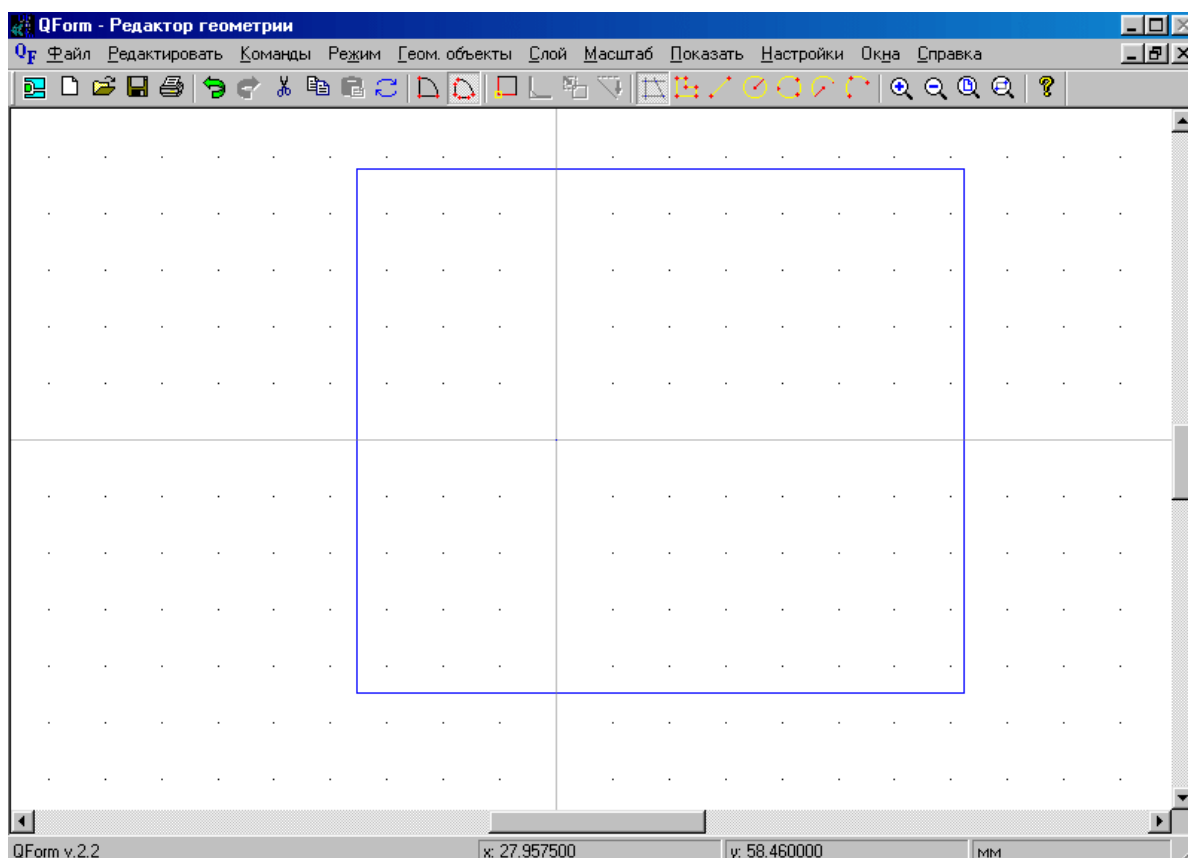 QForm - Редактор геометрии
QF Файл Редактировать Команды Режим Геом. объекты Слой Масштаб Показать Настройки Окна Справка
QForm v.2.2 x: 27.957500 y: 58.460000 мм